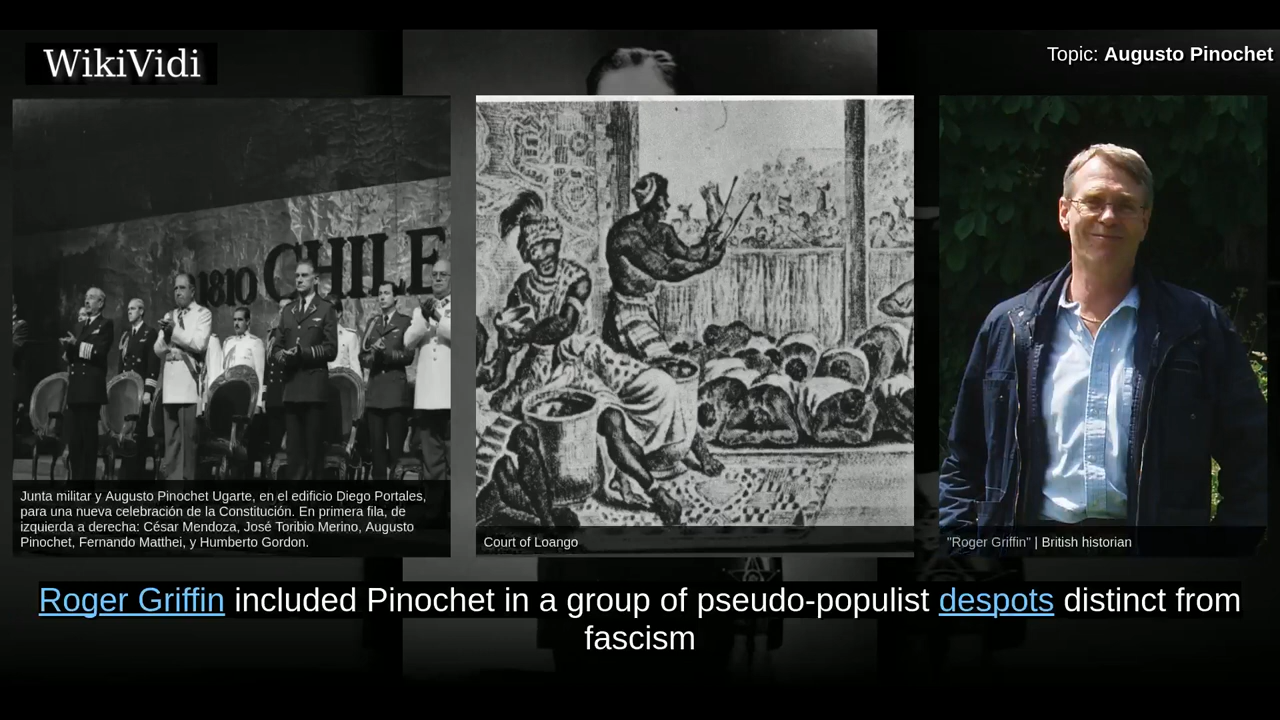 WikiVidi
Topic: Augusto Pinochet
1810 CHILE
Junta militar y Augusto Pinochet Ugarte, en el edificio Diego Portales,
para una nueva celebración de la Constitución. En primera fila, de
izquierda a derecha: César Mendoza, José Toribio Merino, Augusto
Pinochet, Fernando Matthei, y Humberto Gordon.
Court of Loango
"Roger Griffin" | British historian
Roger Griffin included Pinochet in a group of pseudo-populist despots distinct from
fascism